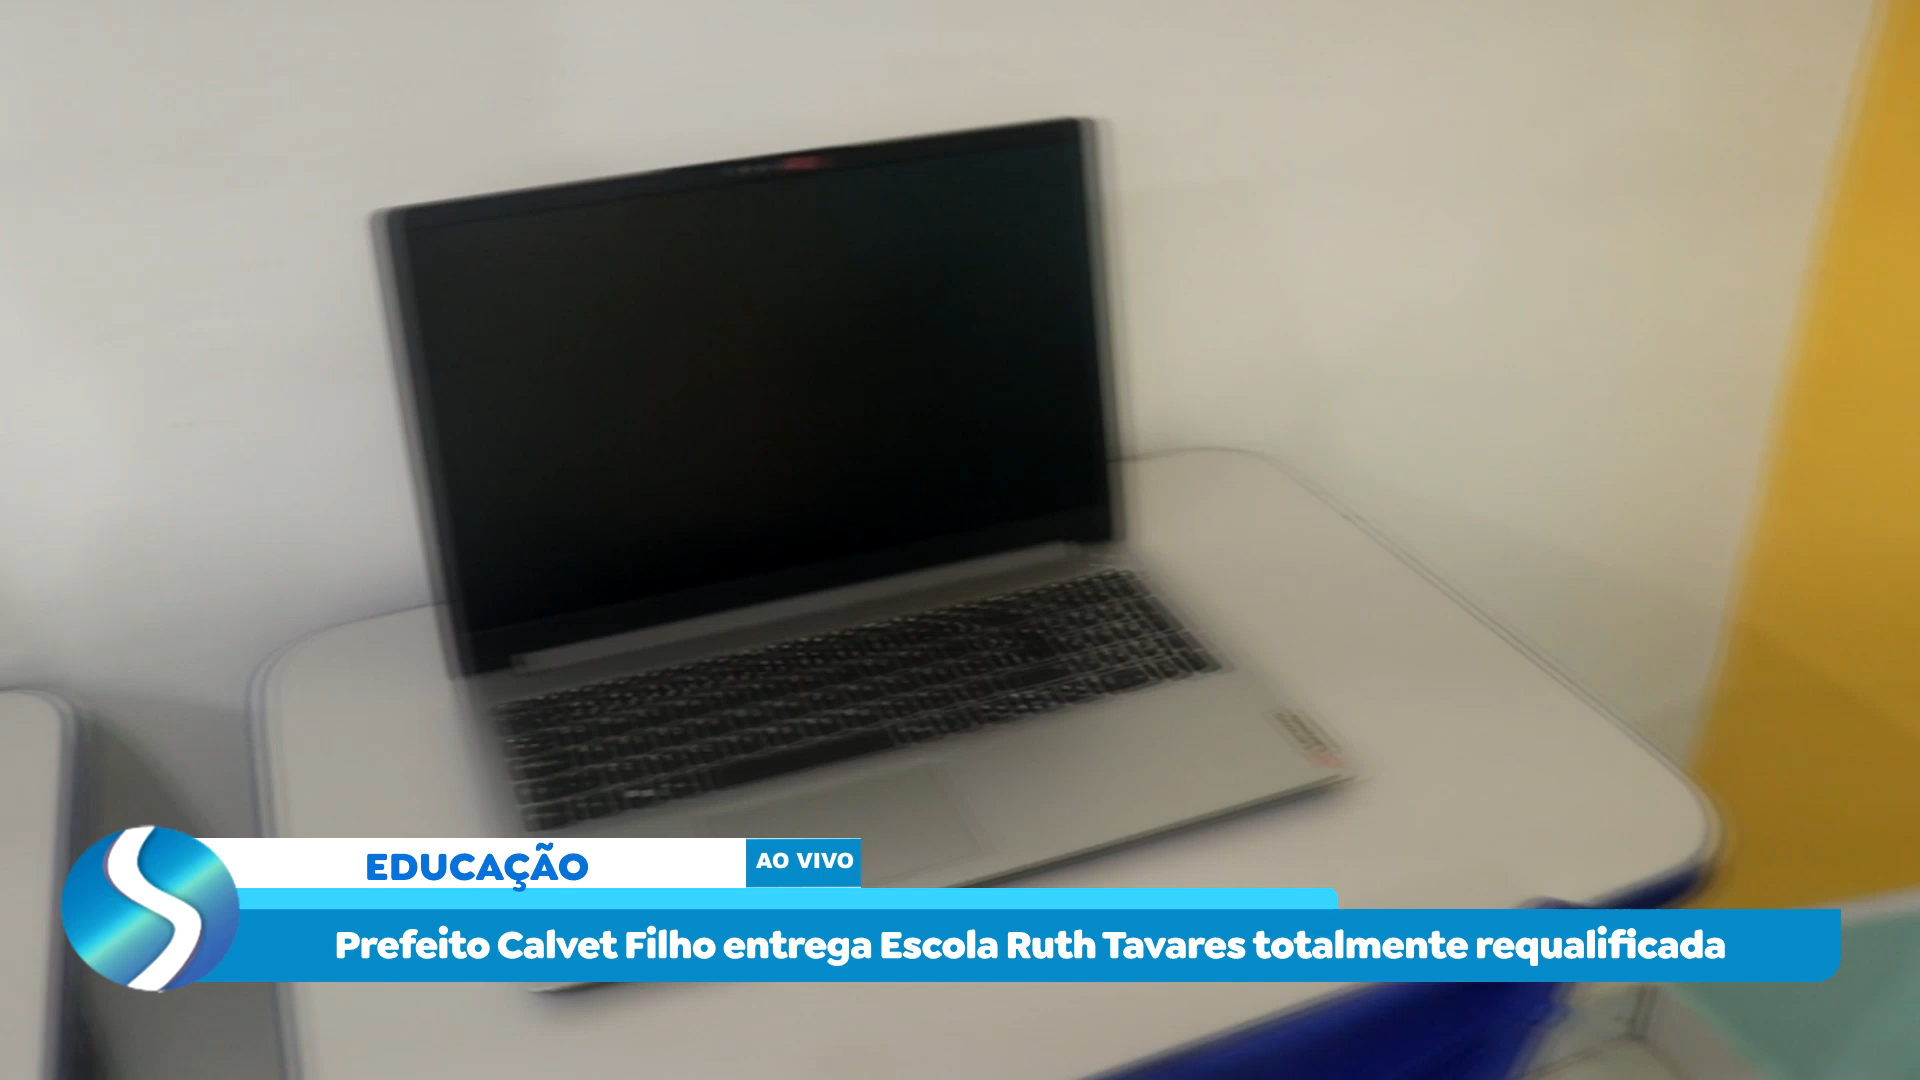 EDUCAÇÃO
AO VIVO
Prefeito Calvet Filho entrega Escola Ruth Tavares totalmente requalificada